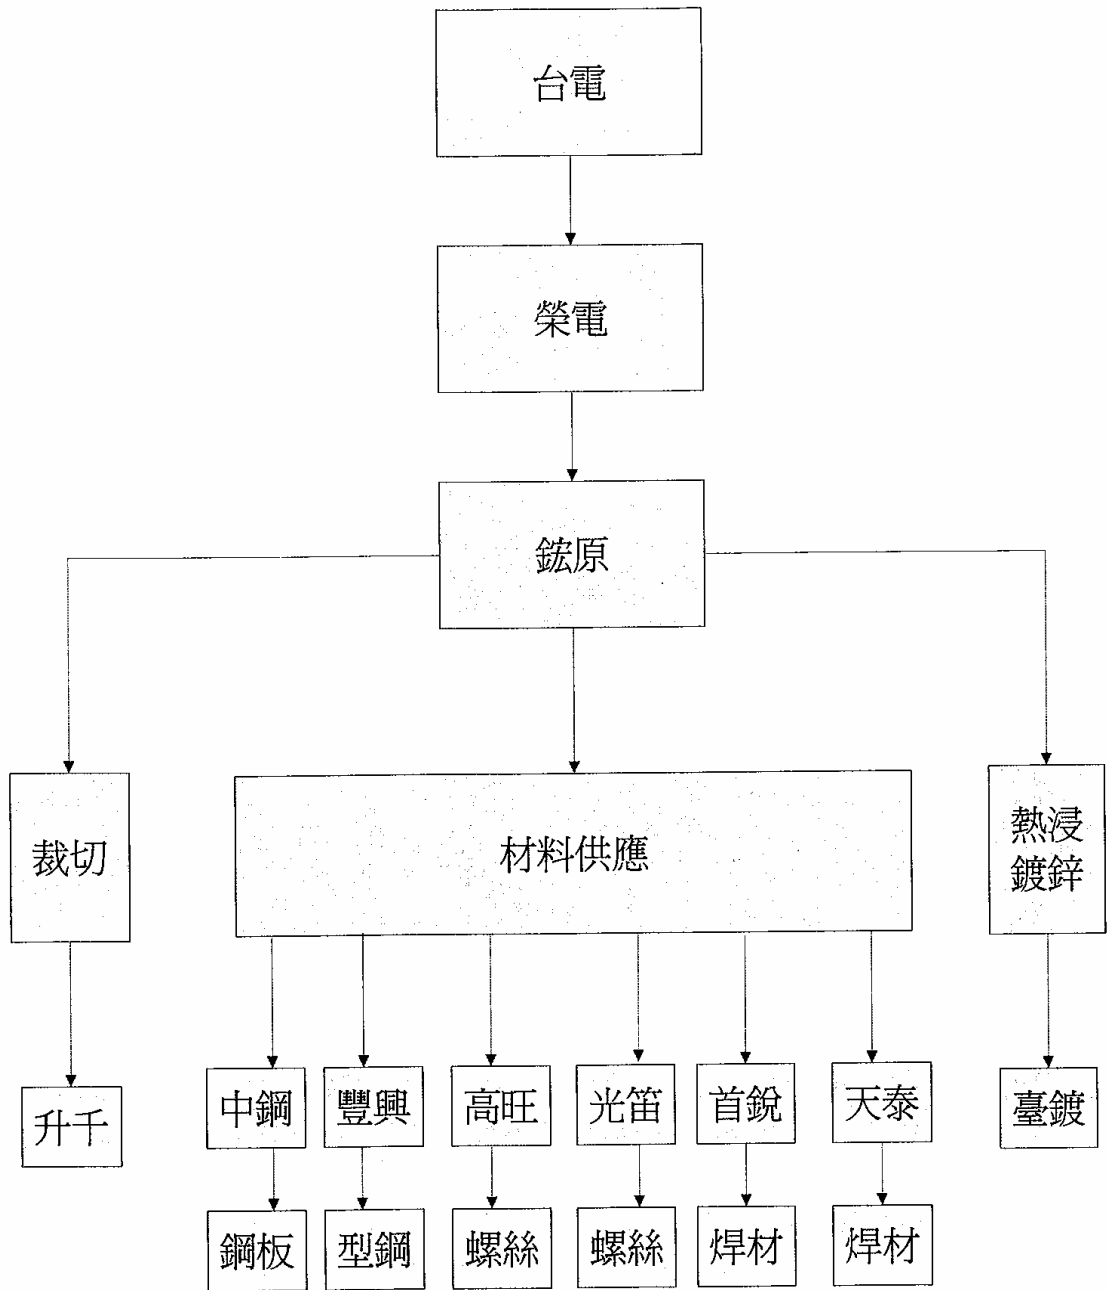 台電
榮電
鋐原
裁切
材料供應
熱浸
鍍鋅
升千
中鋼
豐興
高旺
光笛
首銳
天泰
臺鍍
鋼板
型鋼
螺絲
螺絲
焊材
焊材